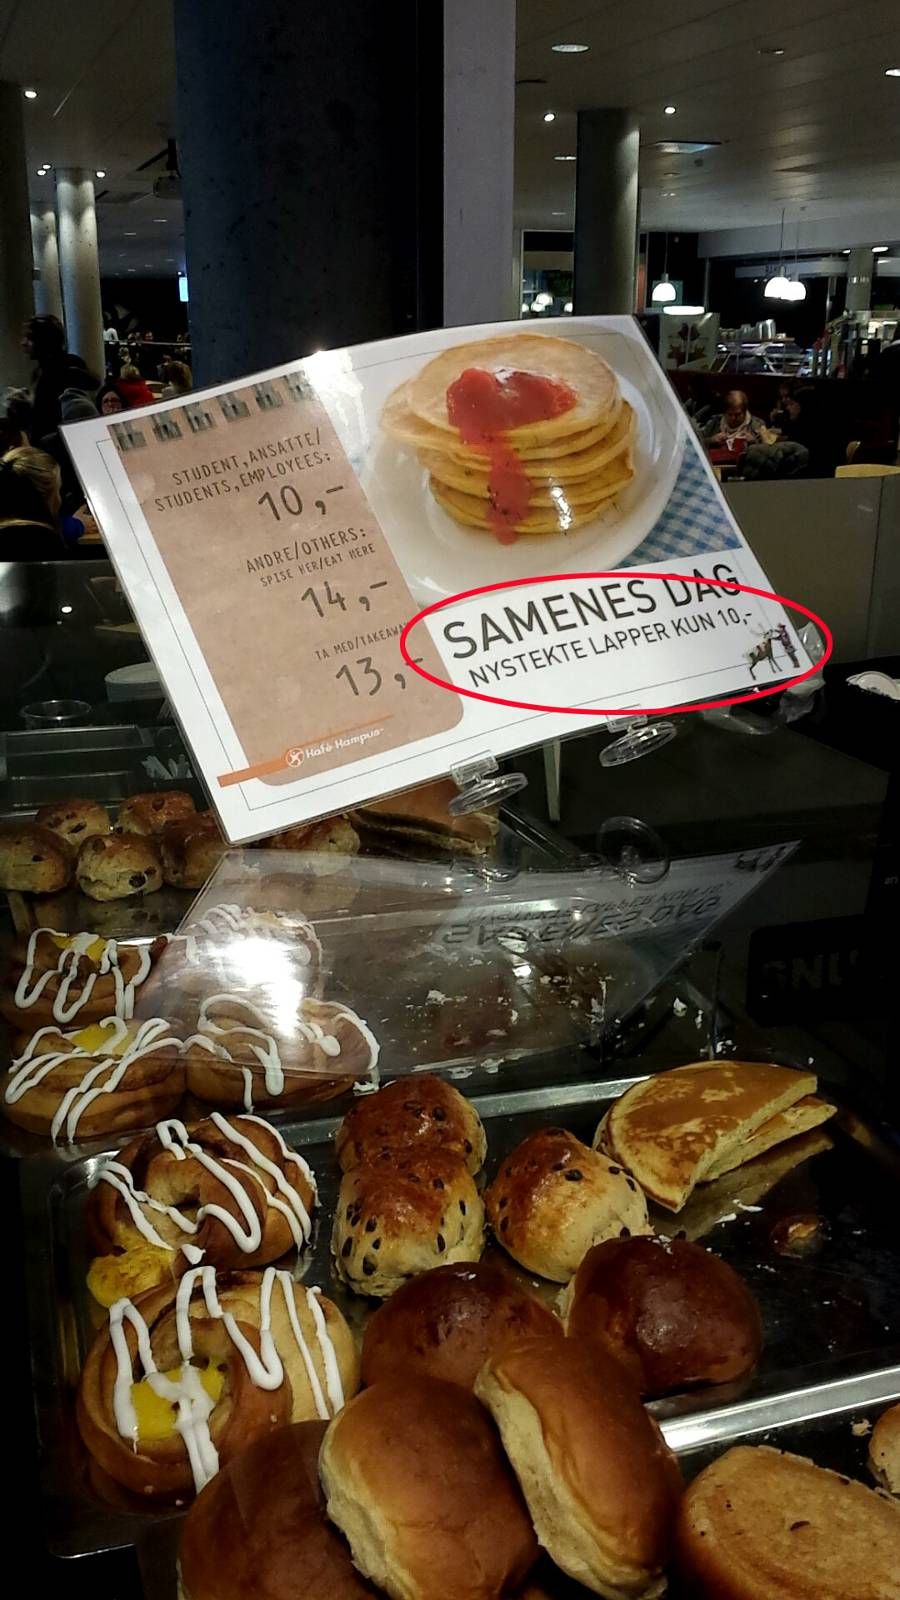 STUDENT,ANSATTE/
STUDENTS,EMPLOYEES:
10,-
ANDRE/OTHERS:
SPISE HER/EAT HERE
14,-
TA MED/TAKEAWAY
13,-
Kafé Kampus
SAMENES DAG
NYSTEKTE LAPPER KUN 10,-